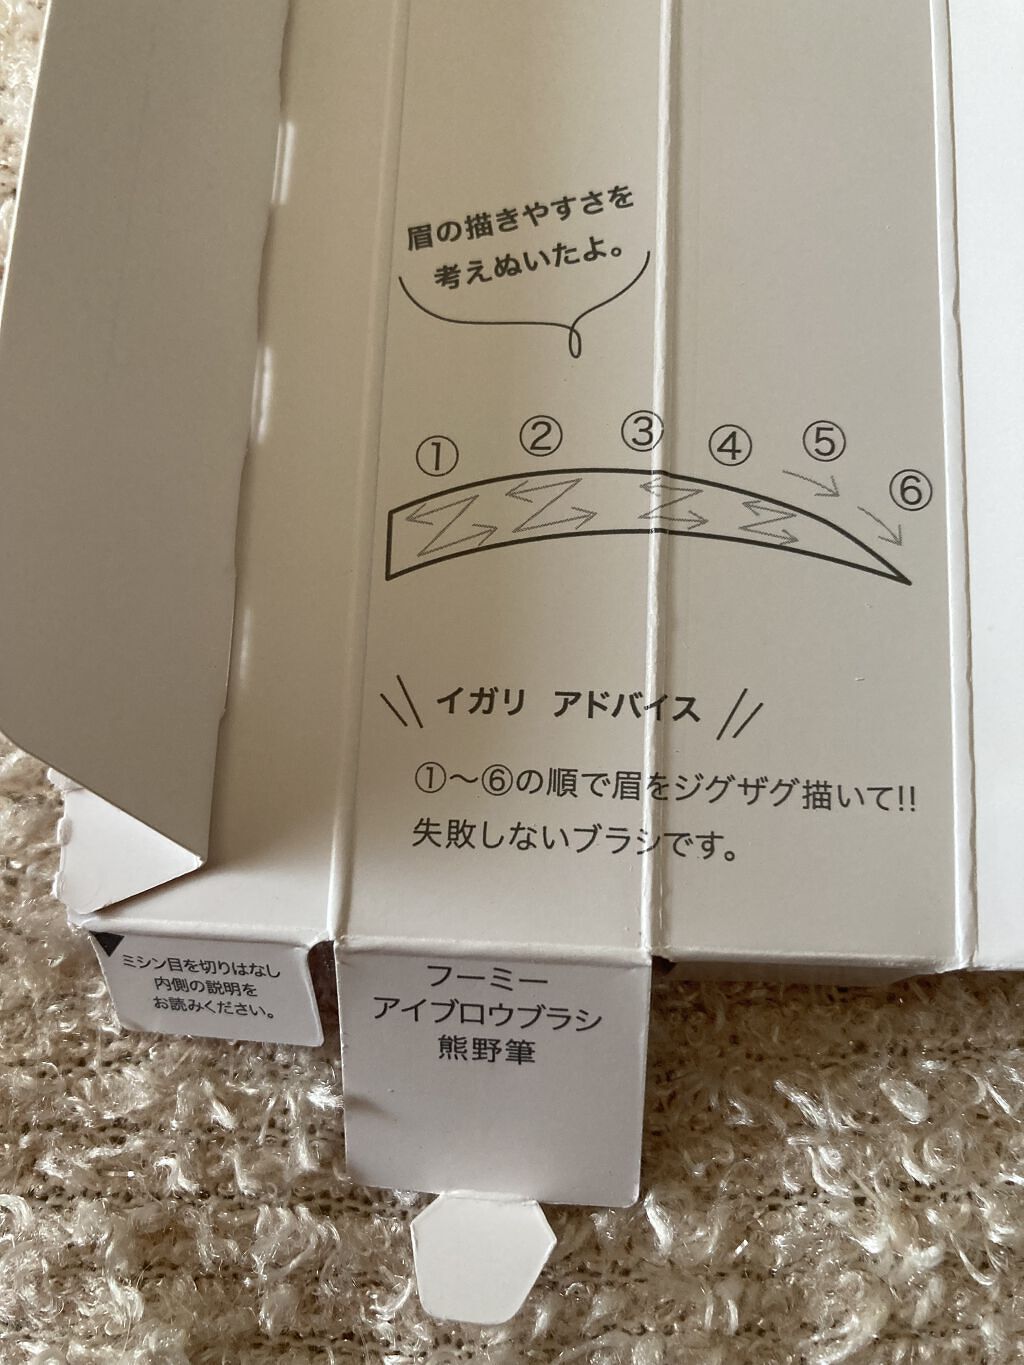 眉の描きやすさを
考えぬいたよ。
① ② ③ ④ ⑤ ⑥
イガリ アドバイス
①〜⑥の順で眉をジグザグ描いて!!
失敗しないブラシです。
ミシン目を切りはなし
内側の説明を
お読みください。
フーミー
アイブロウブラシ
熊野筆